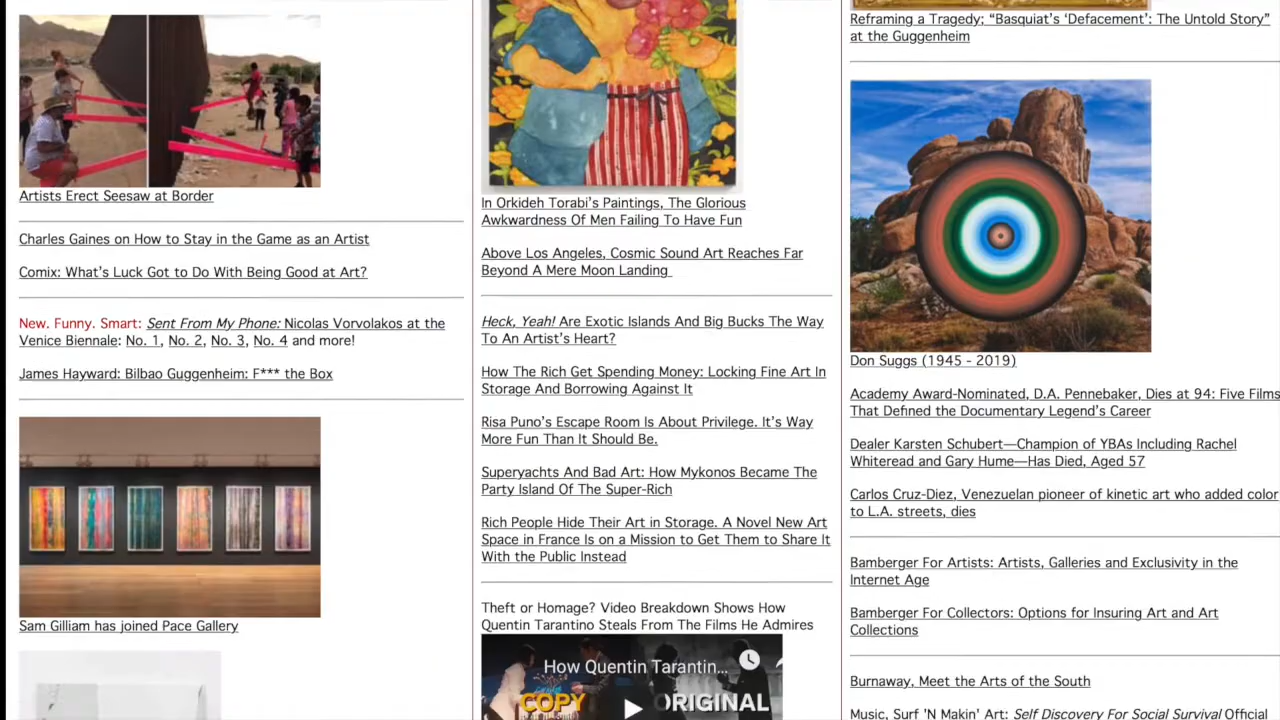 Artists Erect Seesaw at Border
Charles Gaines on How to Stay in the Game as an Artist
Comix: What's Luck Got to Do With Being Good at Art?
New. Funny. Smart: Sent From My Phone: Nicolas Vorvolakos at the
Venice Biennale: No. 1, No. 2, No. 3, No. 4 and more!
James Hayward: Bilbao Guggenheim: F*** the Box
Sam Gilliam has joined Pace Gallery
In Orkideh Torabi's Paintings, The Glorious
Awkwardness Of Men Failing To Have Fun
Above Los Angeles, Cosmic Sound Art Reaches Far
Beyond A Mere Moon Landing
Heck, Yeah! Are Exotic Islands And Big Bucks The Way
To An Artist's Heart?
How The Rich Get Spending Money: Locking Fine Art In
Storage And Borrowing Against It
Risa Puno's Escape Room Is About Privilege. It's Way
More Fun Than It Should Be.
Superyachts And Bad Art: How Mykonos Became The
Party Island Of The Super-Rich
Rich People Hide Their Art in Storage. A Novel New Art
Space in France Is on a Mission to Get Them to Share It
With the Public Instead
Theft or Homage? Video Breakdown Shows How
Quentin Tarantino Steals From The Films He Admires
How Quentin Tarantin...
COPY ORIGINAL
Reframing a Tragedy; “Basquiat's ‘Defacement’: The Untold Story”
at the Guggenheim
Don Suggs (1945 - 2019)
Academy Award-Nominated, D.A. Pennebaker, Dies at 94: Five Films
That Defined the Documentary Legend's Career
Dealer Karsten Schubert—Champion of YBAs Including Rachel
Whiteread and Gary Hume—Has Died, Aged 57
Carlos Cruz-Diez, Venezuelan pioneer of kinetic art who added color
to L.A. streets, dies
Bamberger For Artists: Artists, Galleries and Exclusivity in the
Internet Age
Bamberger For Collectors: Options for Insuring Art and Art
Collections
Burnaway, Meet the Arts of the South
Music, Surf 'N Makin' Art: Self Discovery For Social Survival Official